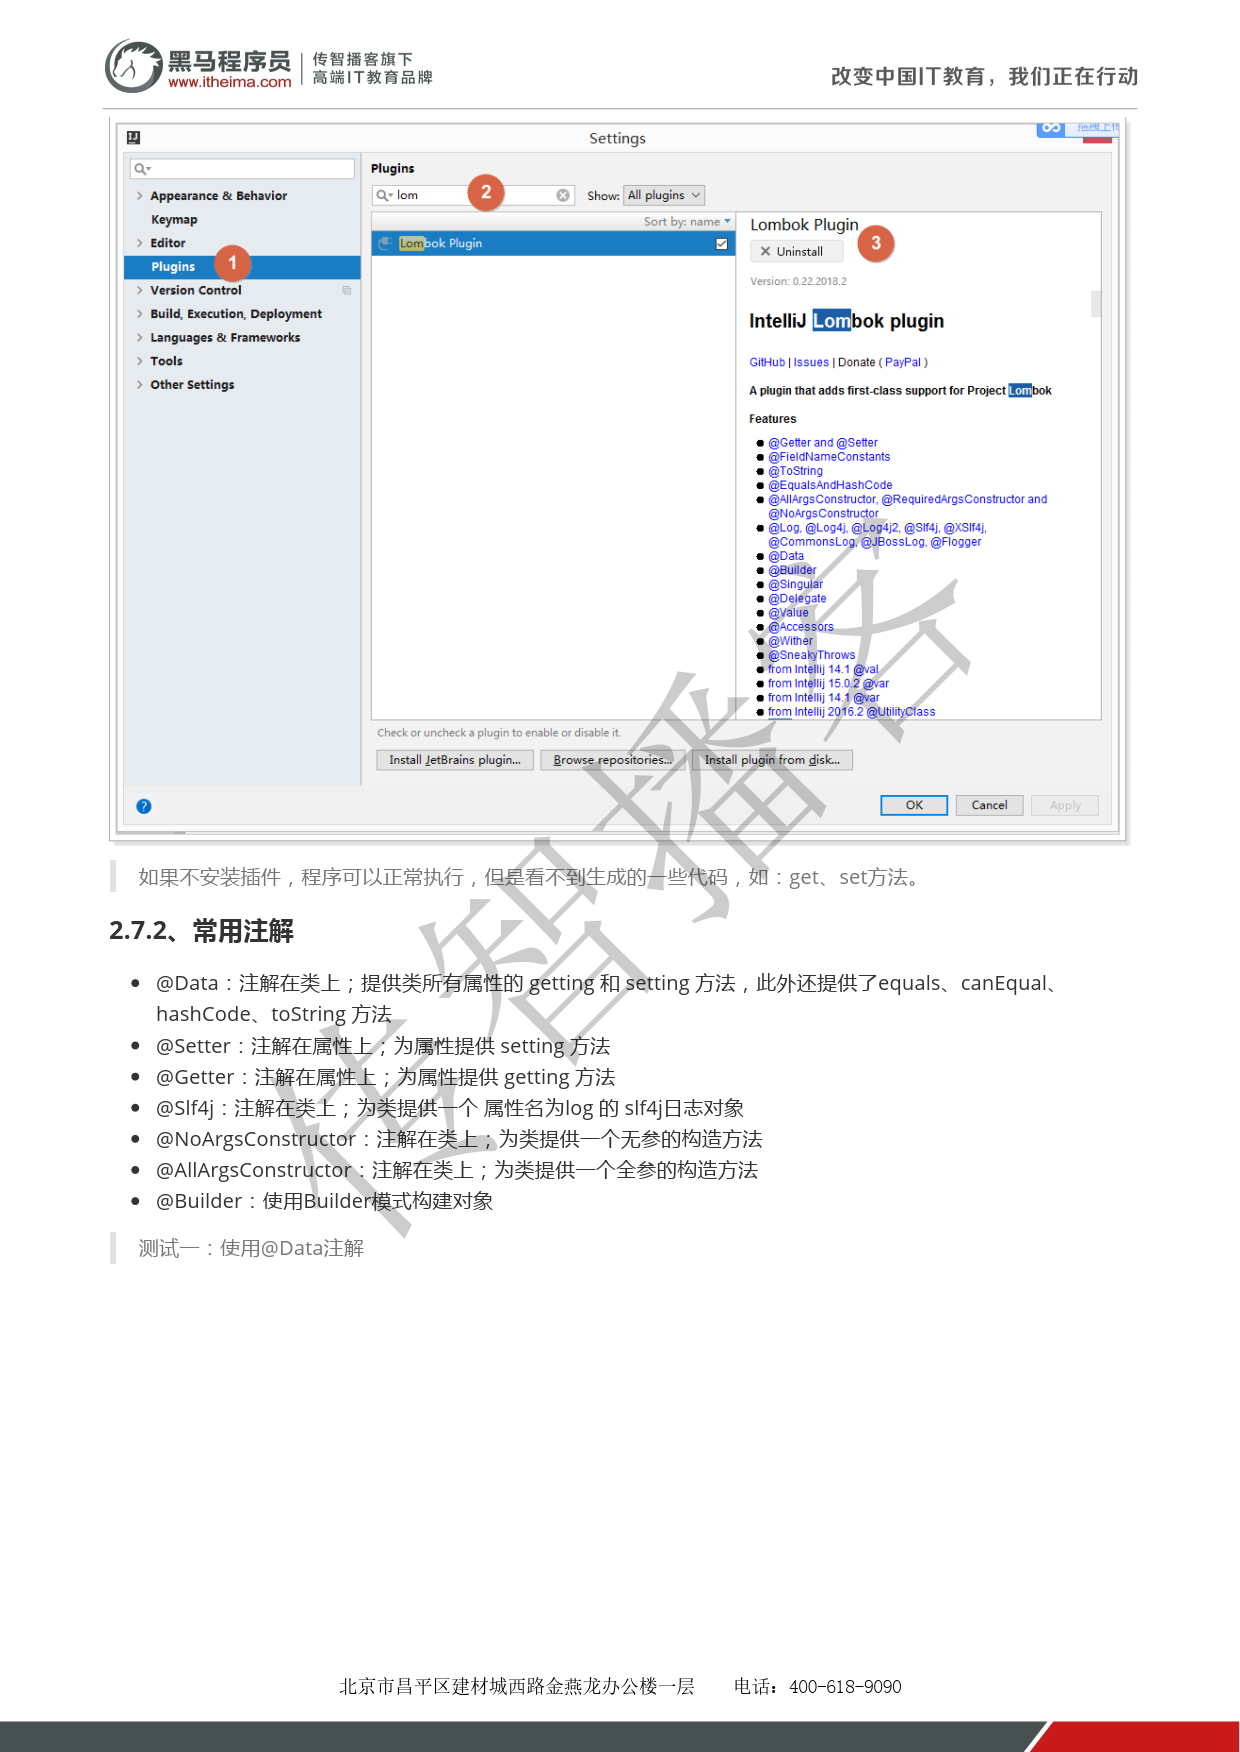 黑马程序员
www.itheima.com
传智播客旗下
高端IT教育品牌
改变中国IT教育，我们正在行动
Settings
Appearance & Behavior
Keymap
Editor
Plugins
1
Version Control
Build, Execution, Deployment
Languages & Frameworks
Tools
Other Settings
Plugins
lom
2
Show: All plugins
Sort by: name
Lombok Plugin
Lombok Plugin
3
Uninstall
Version: 0.22.2018.2
IntelliJ Lombok plugin
GitHub | Issues | Donate ( PayPal )
A plugin that adds first-class support for Project Lombok
Features
@Getter and @Setter
@FieldNameConstants
@ToString
@EqualsAndHashCode
@AllArgsConstructor, @RequiredArgsConstructor and
@NoArgsConstructor
@Log, @Log4j, @Log4j2, @Slf4j, @XSlf4j,
@CommonsLog, @JBossLog, @Flogger
@Data
@Builder
@Singular
@Delegate
@Value
@Accessors
@Wither
@SneakyThrows
from Intellij 14.1 @val
from Intellij 15.0.2 @var
from Intellij 14.1 @var
from Intellij 2016.2 @UtilityClass
Check or uncheck a plugin to enable or disable it.
Install JetBrains plugin...
Browse repositories...
Install plugin from disk...
?
OK
Cancel
Apply
如果不安装插件，程序可以正常执行，但是看不到生成的一些代码，如：get、set方法。
2.7.2、常用注解
@Data：注解在类上；提供类所有属性的 getting 和 setting 方法，此外还提供了equals、canEqual、
hashCode、toString 方法
@Setter：注解在属性上；为属性提供 setting 方法
@Getter：注解在属性上；为属性提供 getting 方法
@Slf4j：注解在类上；为类提供一个 属性名为log 的 slf4j日志对象
@NoArgsConstructor：注解在类上；为类提供一个无参的构造方法
@AllArgsConstructor：注解在类上；为类提供一个全参的构造方法
@Builder：使用Builder模式构建对象
测试一：使用@Data注解
传智播客
北京市昌平区建材城西路金燕龙办公楼一层 电话：400-618-9090